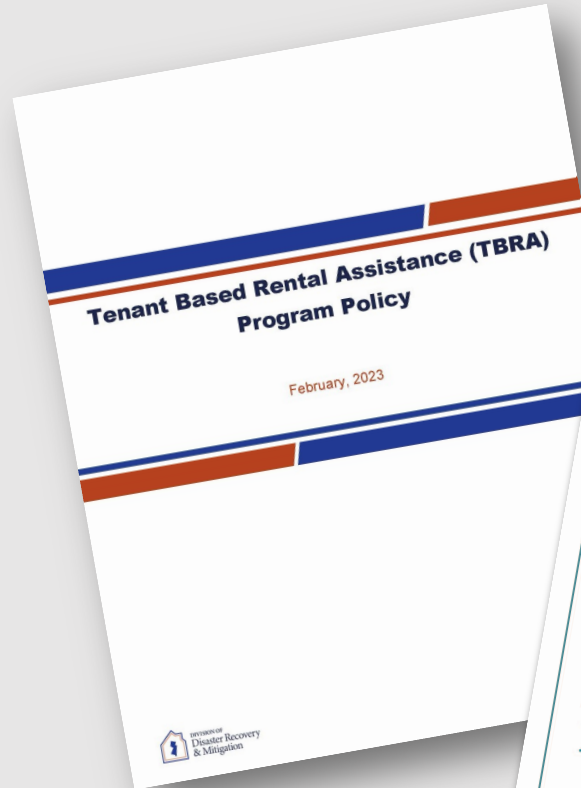 Tenant Based Rental Assistance (TBRA)
Program Policy
February, 2023
DIVISION OF
Disaster Recovery
& Mitigation